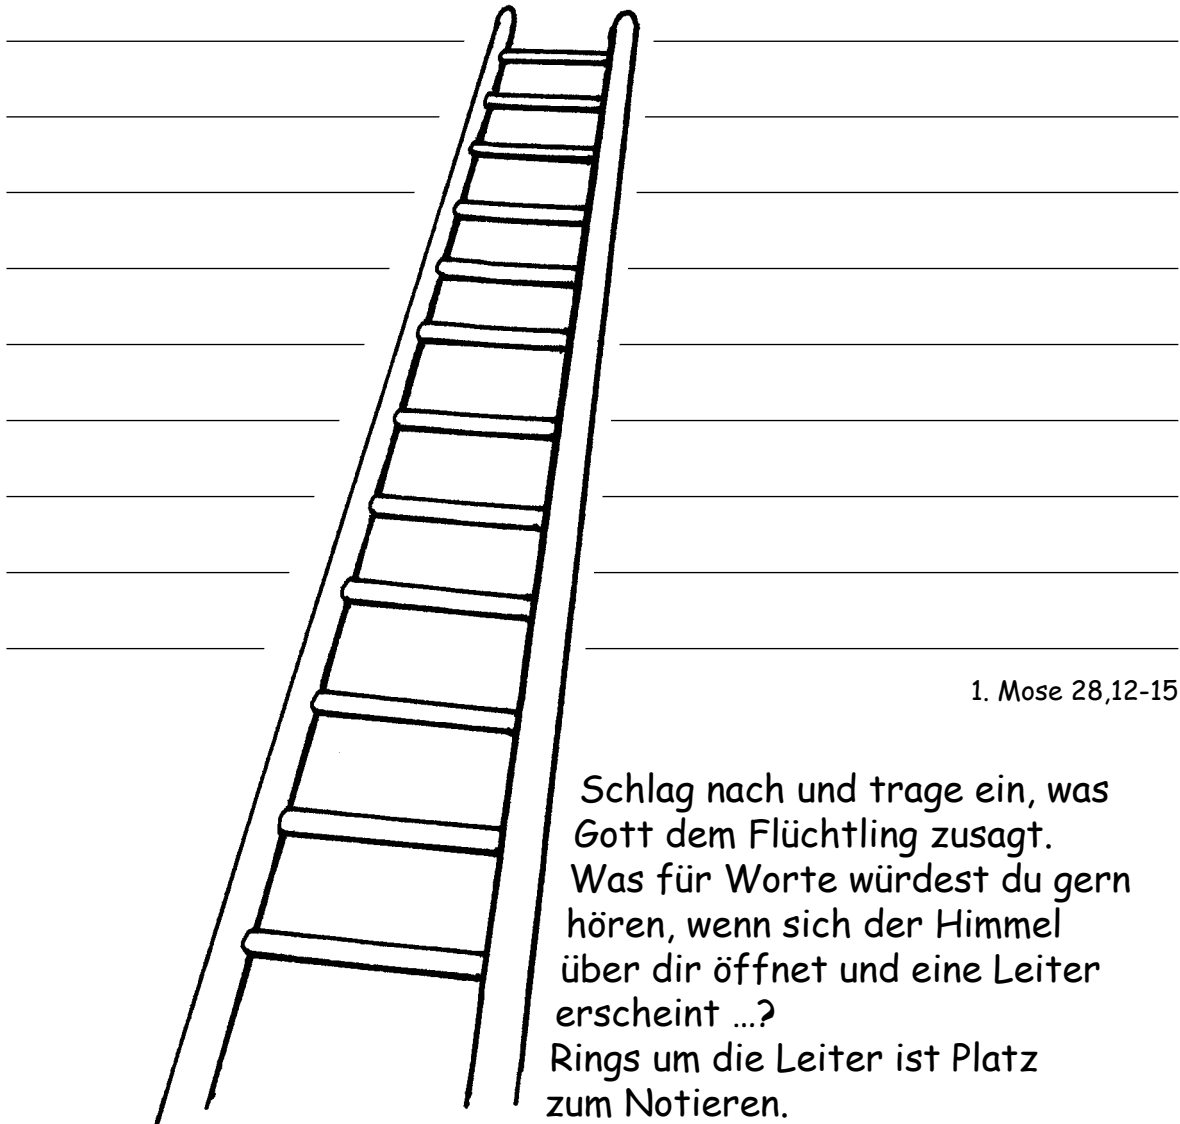 1. Mose 28,12-15
Schlag nach und trage ein, was
Gott dem Flüchtling zusagt.
Was für Worte würdest du gern
hören, wenn sich der Himmel
über dir öffnet und eine Leiter
erscheint ...?
Rings um die Leiter ist Platz
zum Notieren.